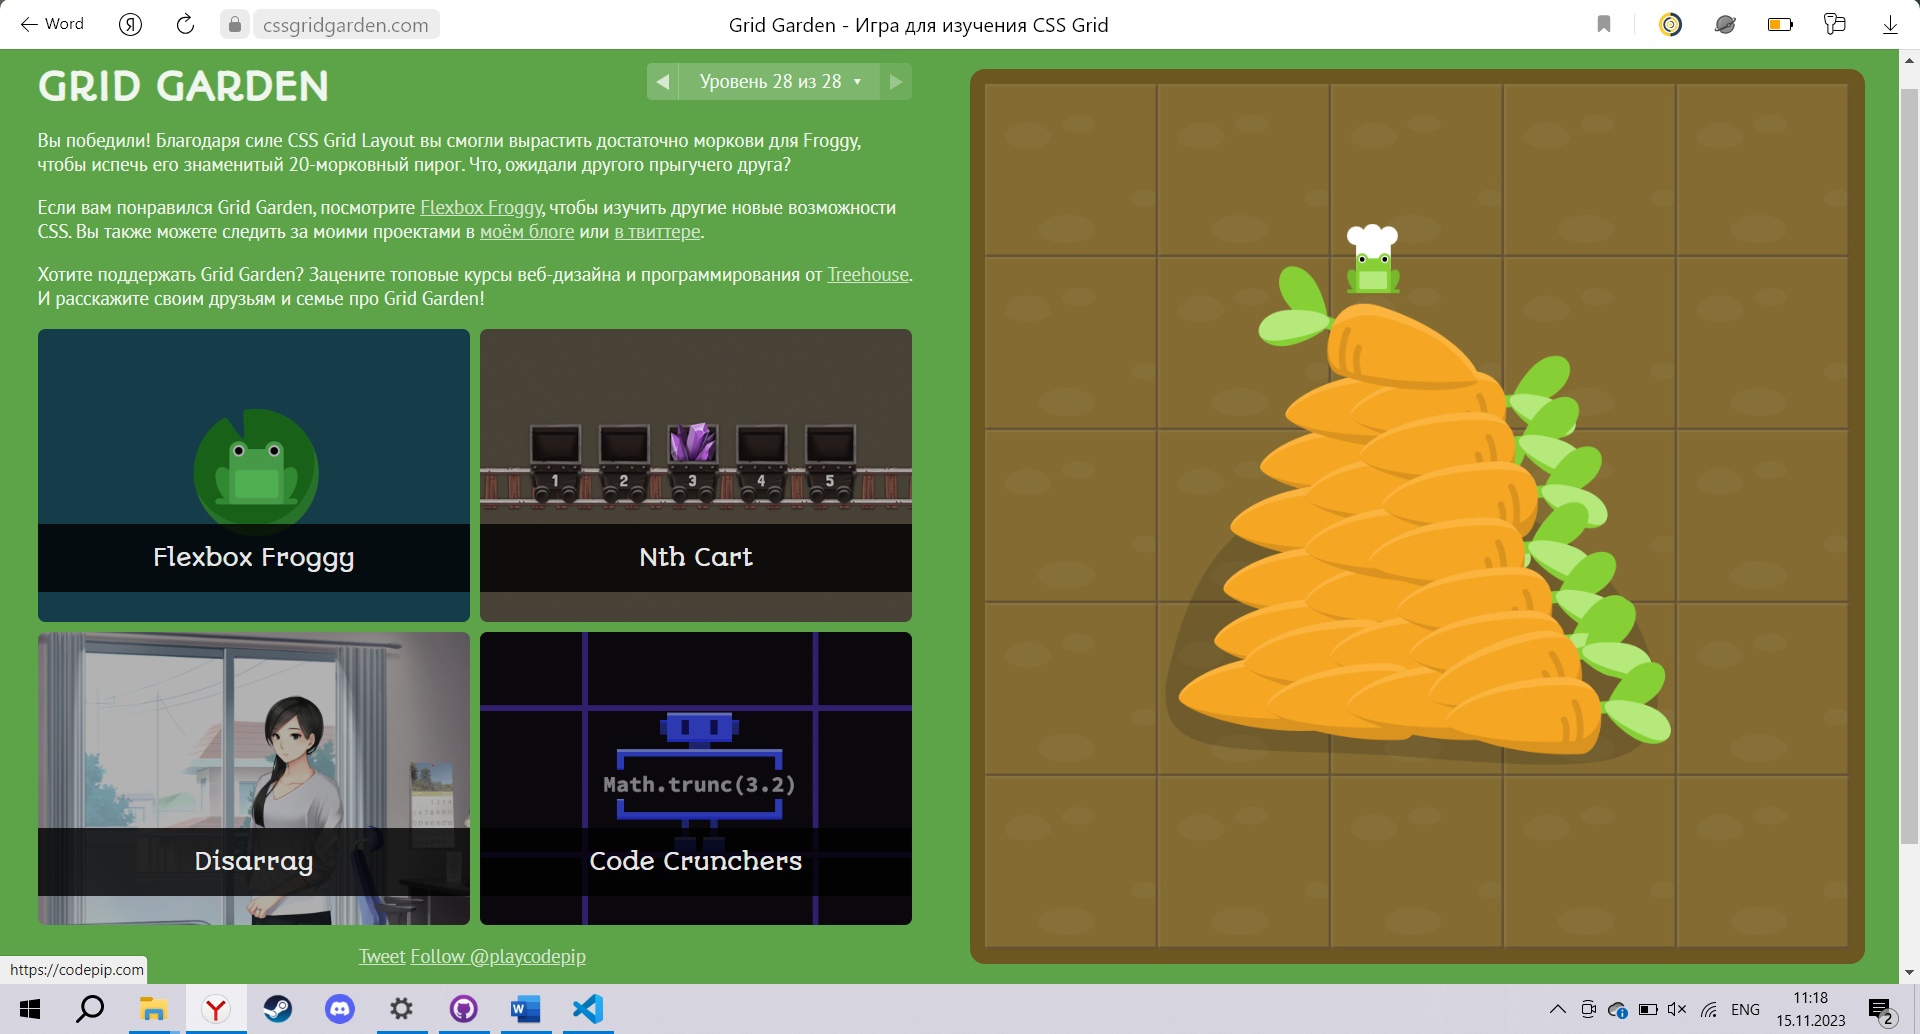 Word
cssgridgarden.com
Grid Garden - Игра для изучения CSS Grid
GRID GARDEN
Уровень 28 из 28
Вы победили! Благодаря силе CSS Grid Layout вы смогли вырастить достаточно моркови для Froggy,
чтобы испечь его знаменитый 20-морковный пирог. Что, ожидали другого прыгучего друга?
Если вам понравился Grid Garden, посмотрите Flexbox Froggy, чтобы изучить другие новые возможности
CSS. Вы также можете следить за моими проектами в моём блоге или в твиттере.
Хотите поддержать Grid Garden? Зацените топовые курсы веб-дизайна и программирования от Treehouse.
И расскажите своим друзьям и семье про Grid Garden!
1 2 3 4 5
Flexbox Froggy
Nth Cart
Math.trunc(3.2)
Disarray
Code Crunchers
Tweet Follow @playcodepip
https://codepip.com
ENG
11:18
15.11.2023
2